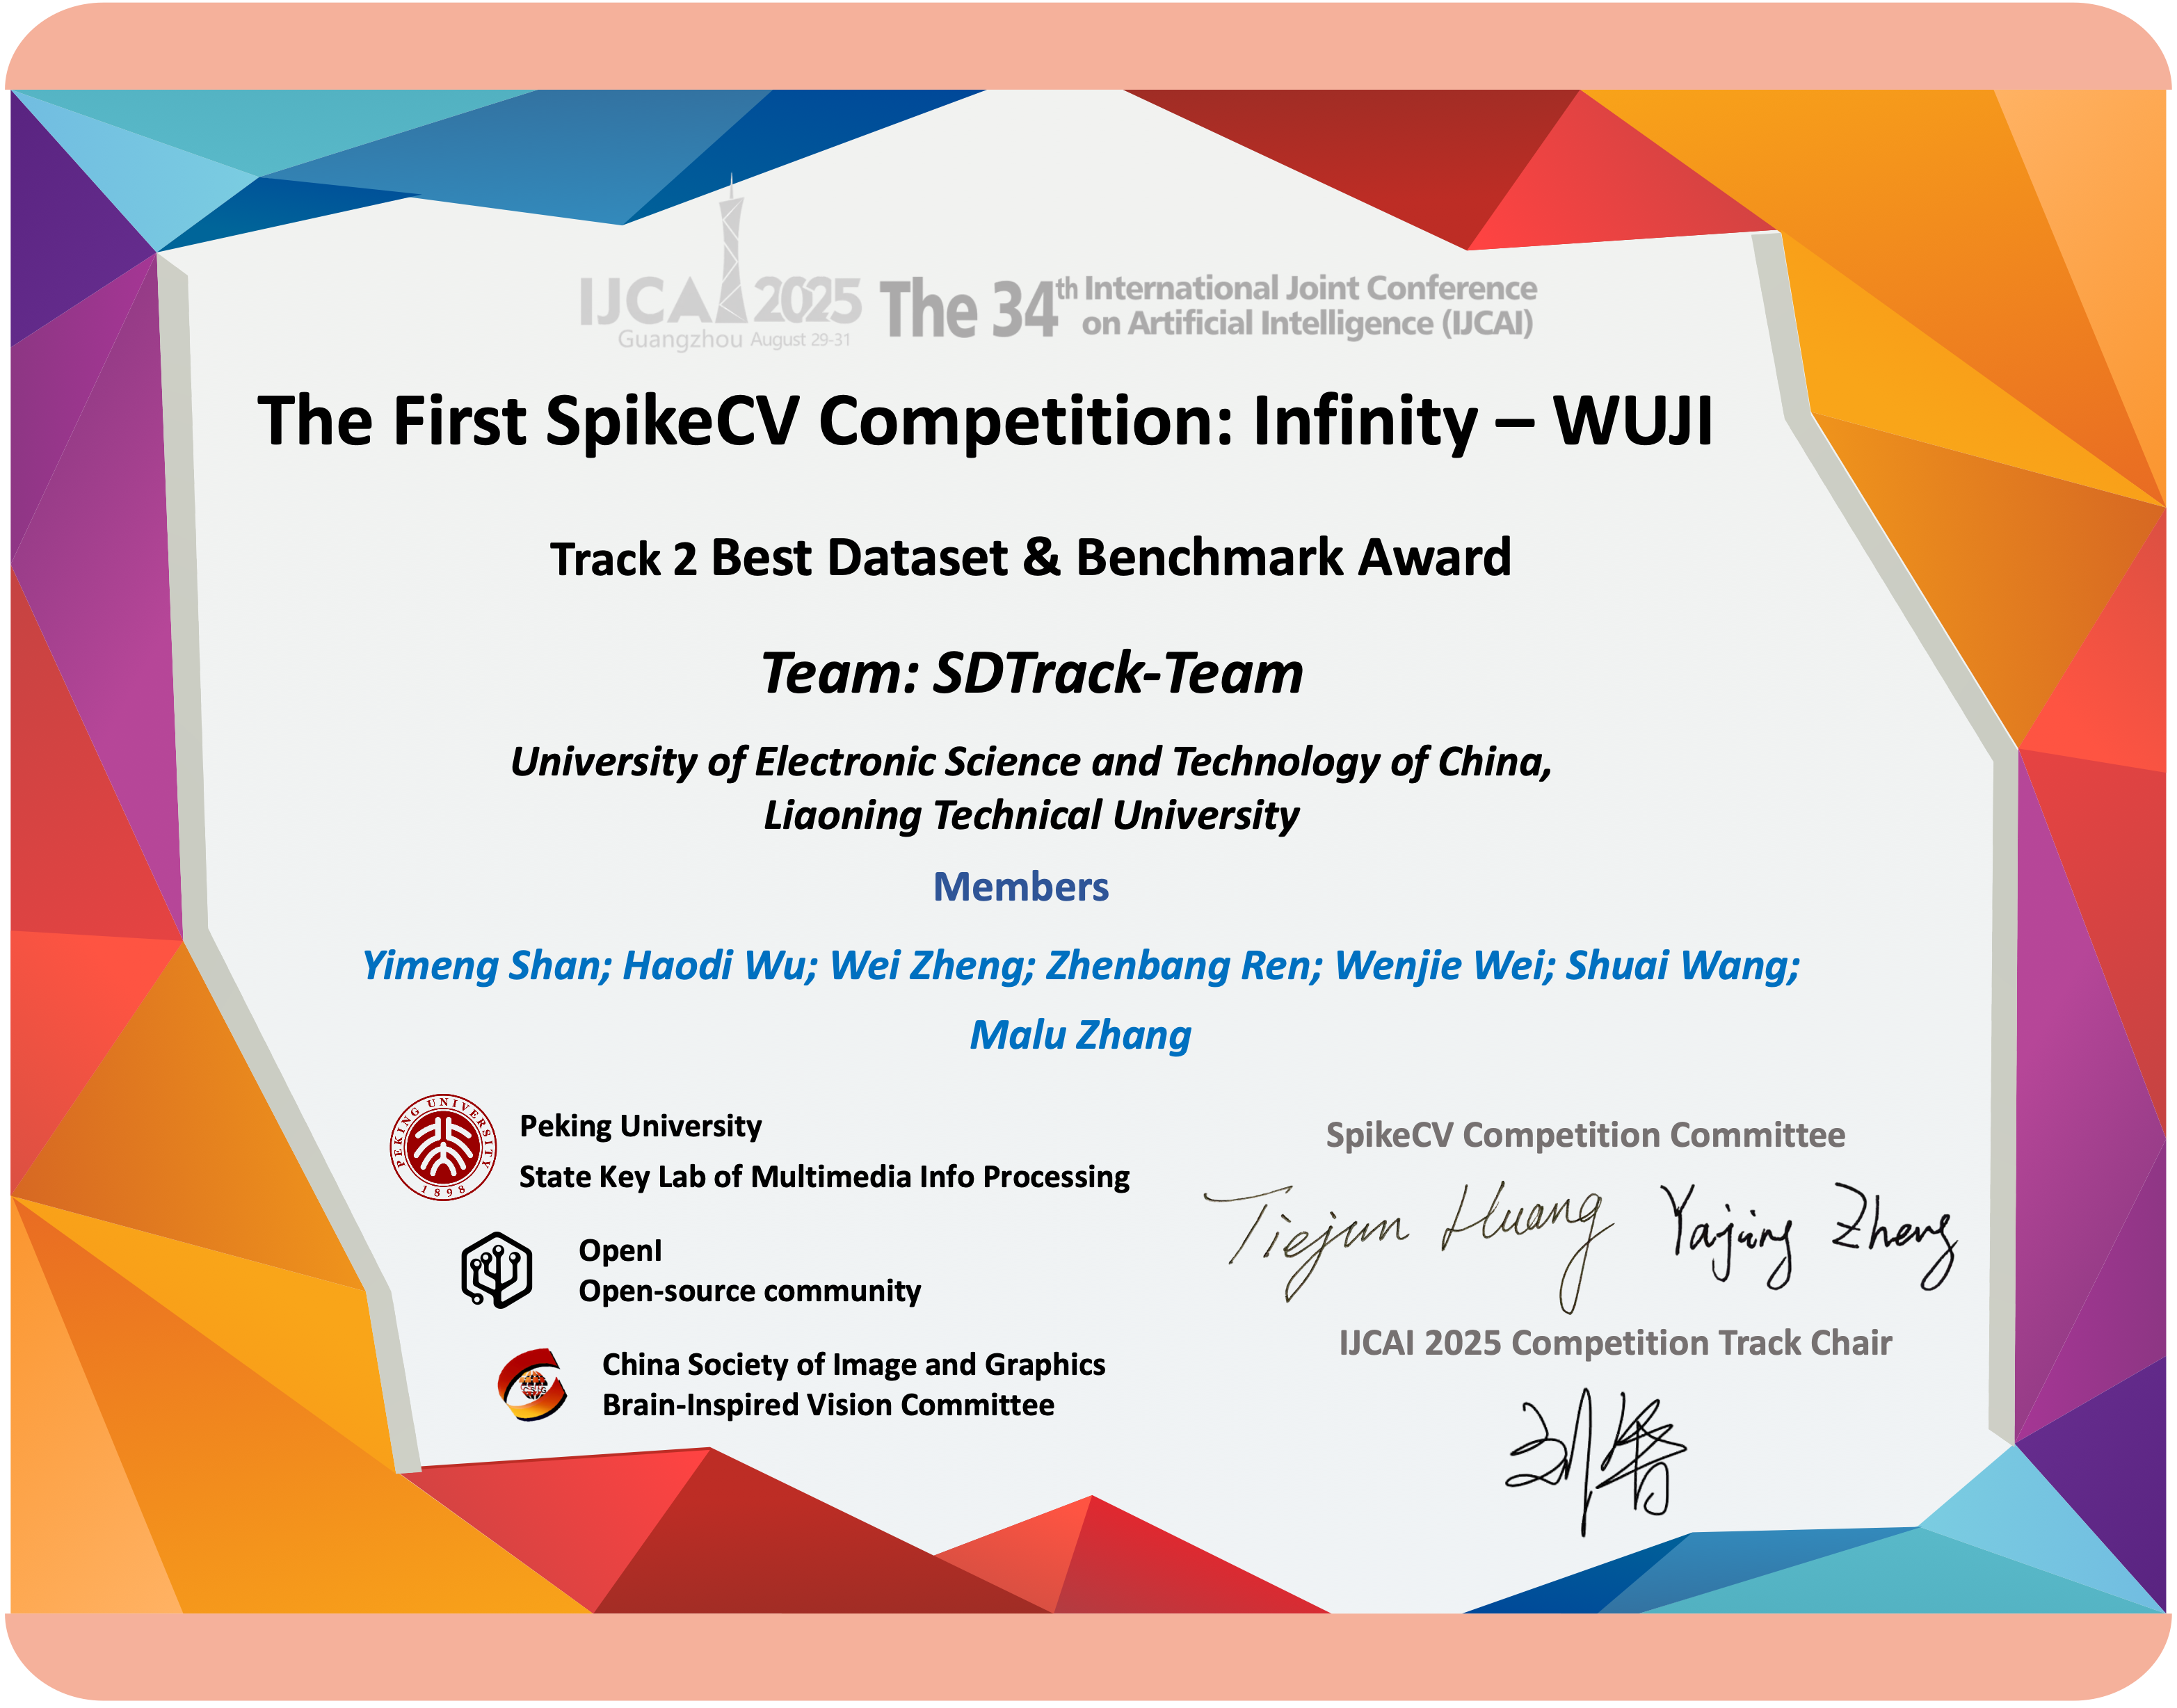 IJCAI 2025
Guangzhou August 29-31
The 34th International Joint Conference
on Artificial Intelligence (IJCAI)
The First SpikeCV Competition: Infinity – WUJI
Track 2 Best Dataset & Benchmark Award
Team: SDTrack-Team
University of Electronic Science and Technology of China,
Liaoning Technical University
Members
Yimeng Shan; Haodi Wu; Wei Zheng; Zhenbang Ren; Wenjie Wei; Shuai Wang;
Malu Zhang
PEKING UNIVERSITY
1898
Peking University
State Key Lab of Multimedia Info Processing
OpenI
Open-source community
CSIG
China Society of Image and Graphics
Brain-Inspired Vision Committee
SpikeCV Competition Committee
Tiejun Huang Yajing Zheng
IJCAI 2025 Competition Track Chair